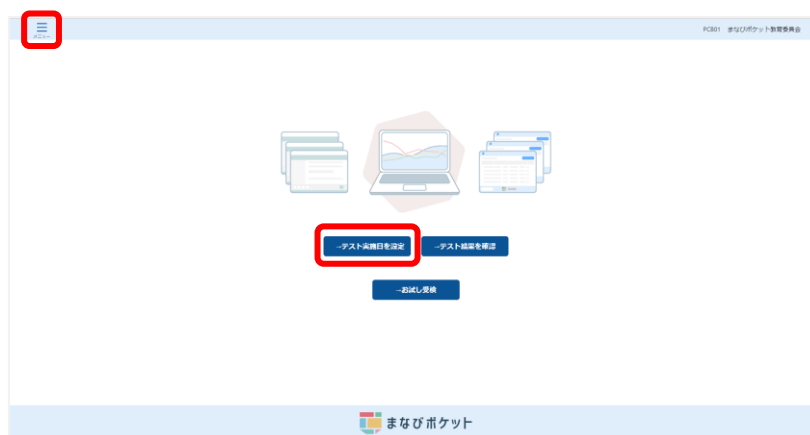 メニュー
PCB01 まなびポケット教育委員会
→テスト実施日を設定
→テスト結果を確認
→お試し受検
まなびポケット